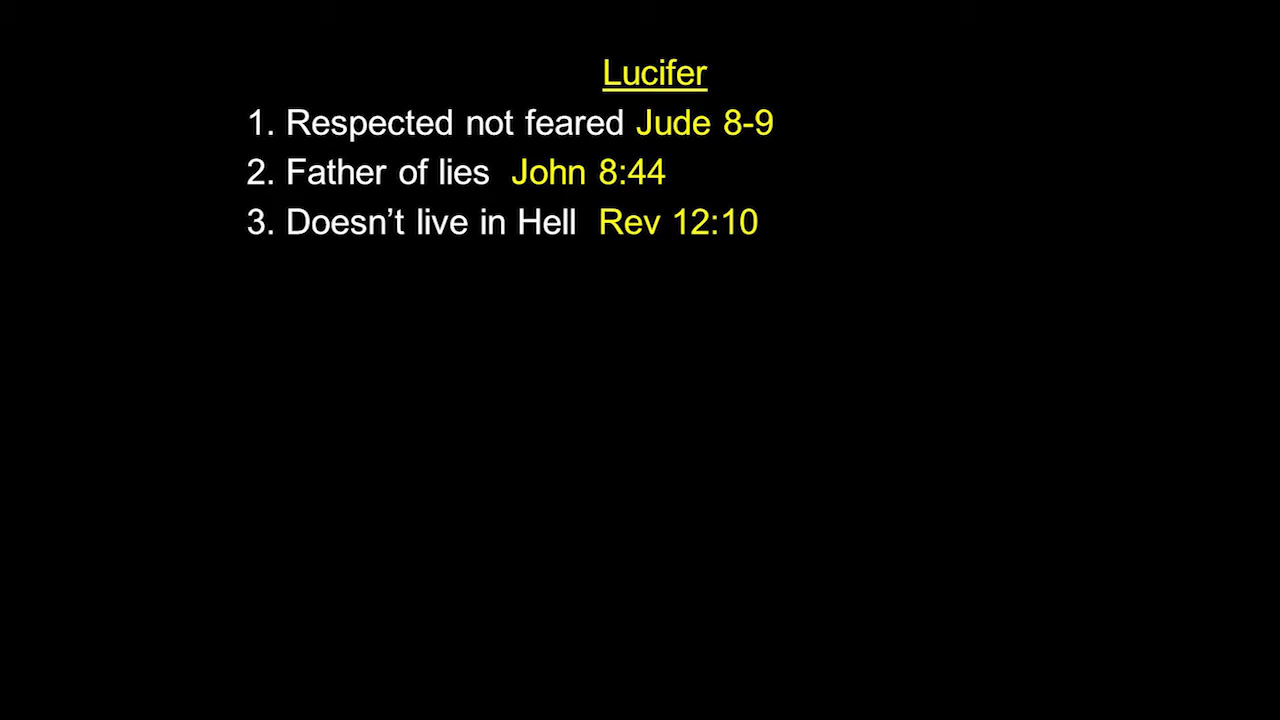 Lucifer
1. Respected not feared Jude 8-9
2. Father of lies John 8:44
3. Doesn’t live in Hell Rev 12:10